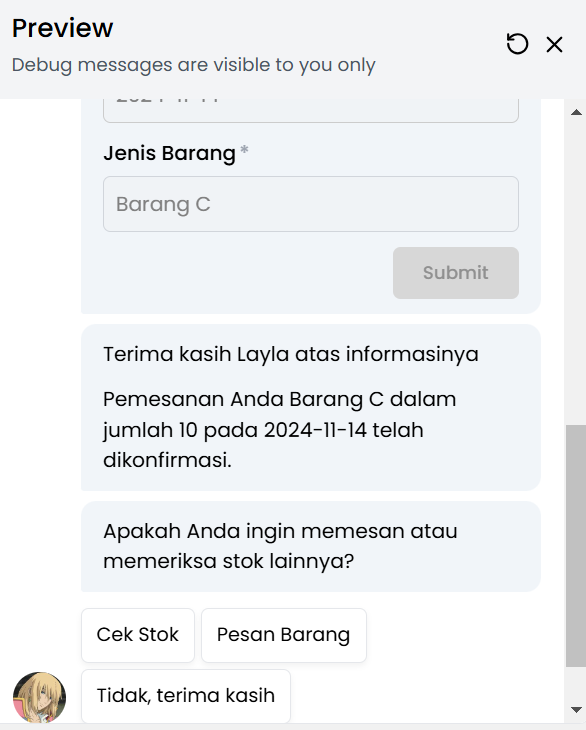 Preview
Debug messages are visible to you only
Jenis Barang *
Barang C
Submit
Terima kasih Layla atas informasinya
Pemesanan Anda Barang C dalam
jumlah 10 pada 2024-11-14 telah
dikonfirmasi.
Apakah Anda ingin memesan atau
memeriksa stok lainnya?
Cek Stok
Pesan Barang
Tidak, terima kasih